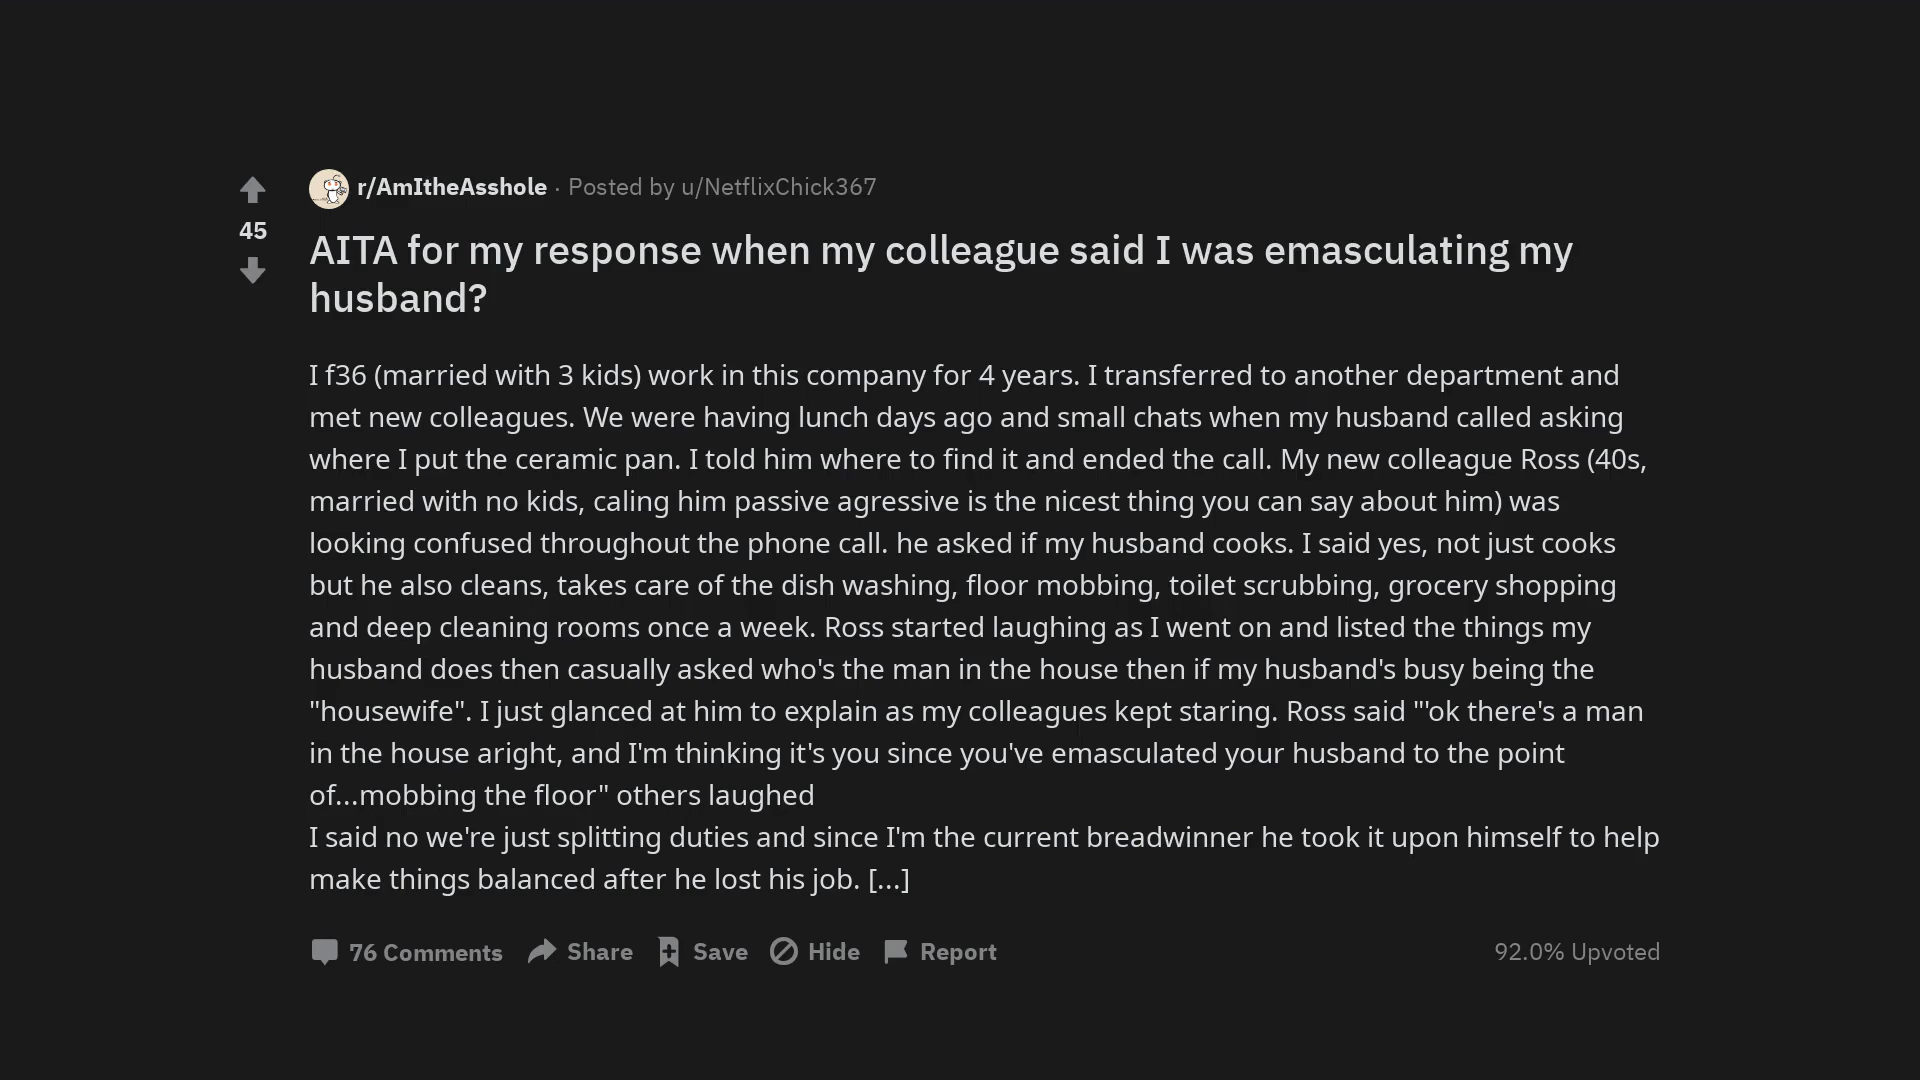 r/AmItheAsshole · Posted by u/NetflixChick367
45
AITA for my response when my colleague said I was emasculating my
husband?
I f36 (married with 3 kids) work in this company for 4 years. I transferred to another department and
met new colleagues. We were having lunch days ago and small chats when my husband called asking
where I put the ceramic pan. I told him where to find it and ended the call. My new colleague Ross (40s,
married with no kids, caling him passive agressive is the nicest thing you can say about him) was
looking confused throughout the phone call. he asked if my husband cooks. I said yes, not just cooks
but he also cleans, takes care of the dish washing, floor mobbing, toilet scrubbing, grocery shopping
and deep cleaning rooms once a week. Ross started laughing as I went on and listed the things my
husband does then casually asked who's the man in the house then if my husband's busy being the
"housewife". I just glanced at him to explain as my colleagues kept staring. Ross said "'ok there's a man
in the house aright, and I'm thinking it's you since you've emasculated your husband to the point
of...mobbing the floor" others laughed
I said no we're just splitting duties and since I'm the current breadwinner he took it upon himself to help
make things balanced after he lost his job. [...]
76 Comments Share Save Hide Report 92.0% Upvoted